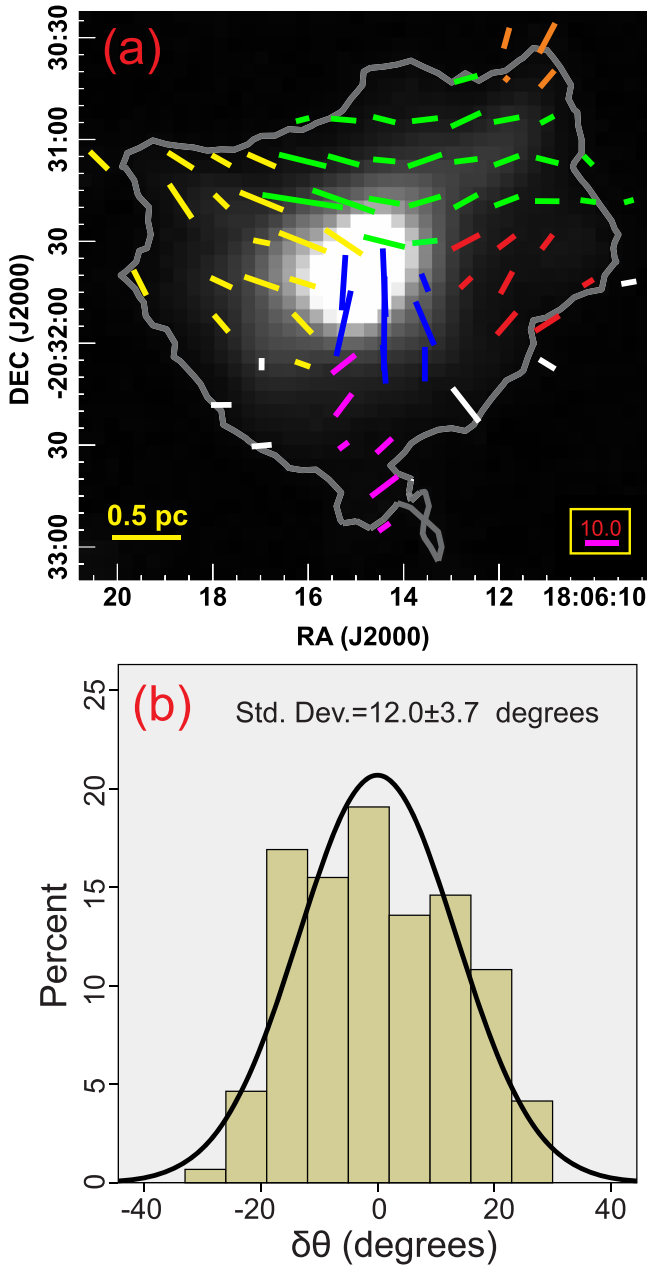 (a)
30:30
31:00
30
-20:32:00
30
33:00
DEC (J2000)
0.5 pc
10.0
20 18 16 14 12 18:06:10
RA (J2000)
(b)
Std. Dev.=12.0±3.7 degrees
25
20
15
10
5
0
Percent
-40 -20 0 20 40
δθ (degrees)